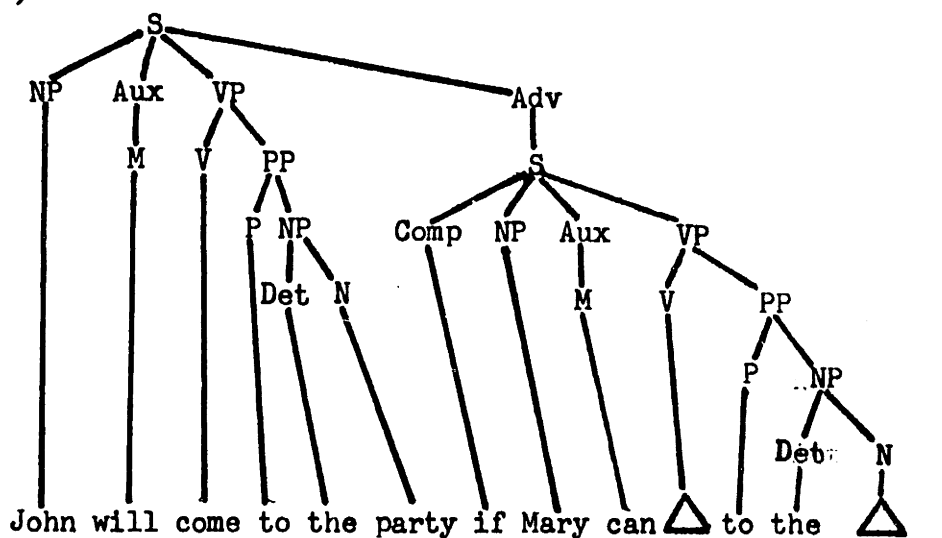 S
NP Aux VP Adv
M V PP S
P NP Comp NP Aux VP
Det N M V PP
P NP
Det N
John will come to the party if Mary can to the